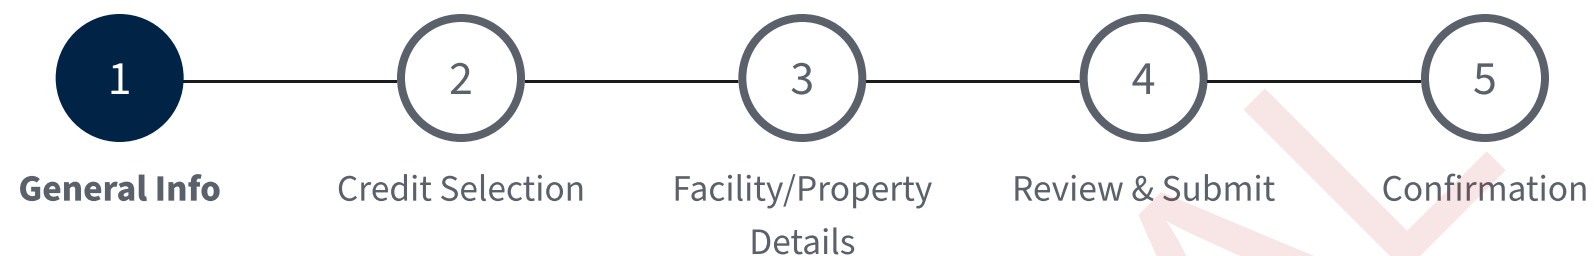 1 2 3 4 5
General Info Credit Selection Facility/Property Review & Submit Confirmation
Details